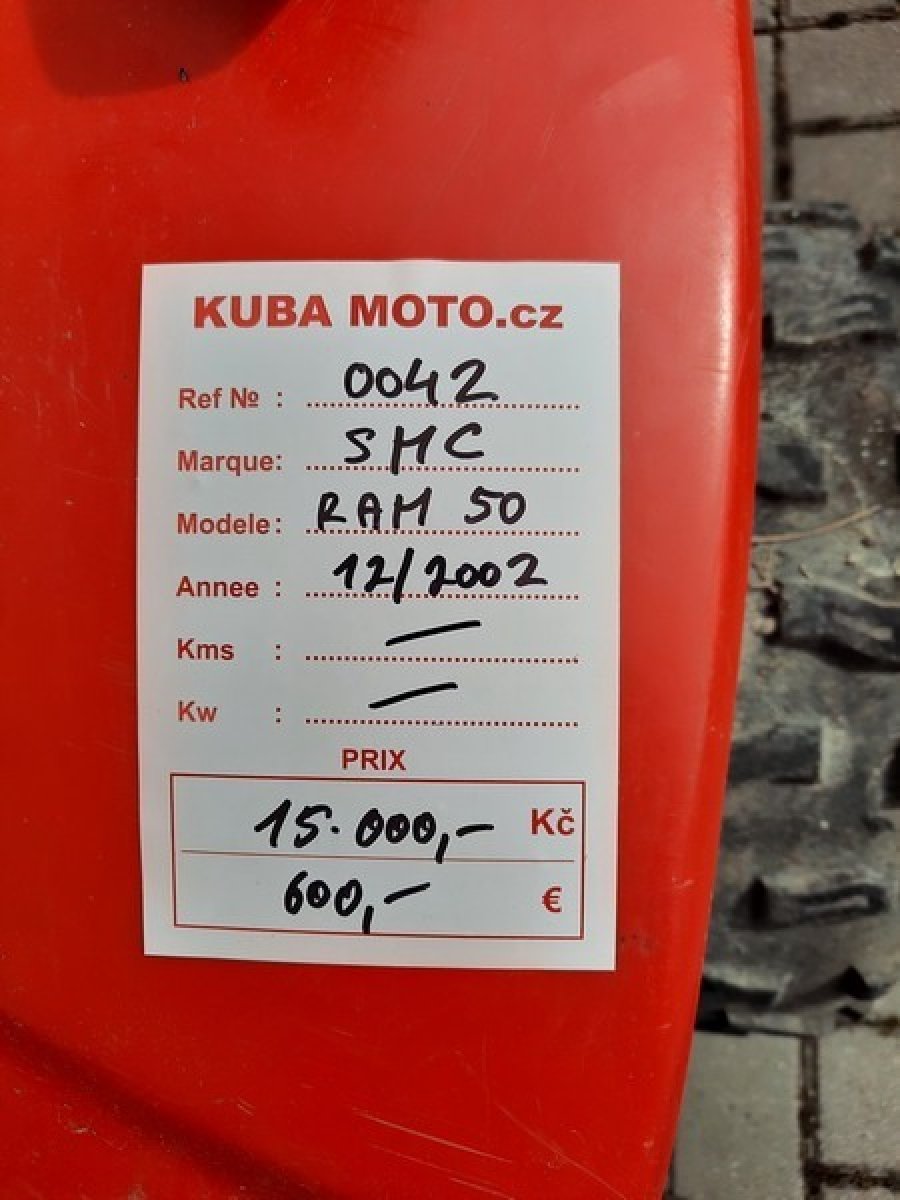 KUBA MOTO.cz
Ref № : 0042
Marque: SMC
Modele: RAM 50
Annee : 12/2002
Kms : —
Kw : —
PRIX
15.000,- Kč
600,- €